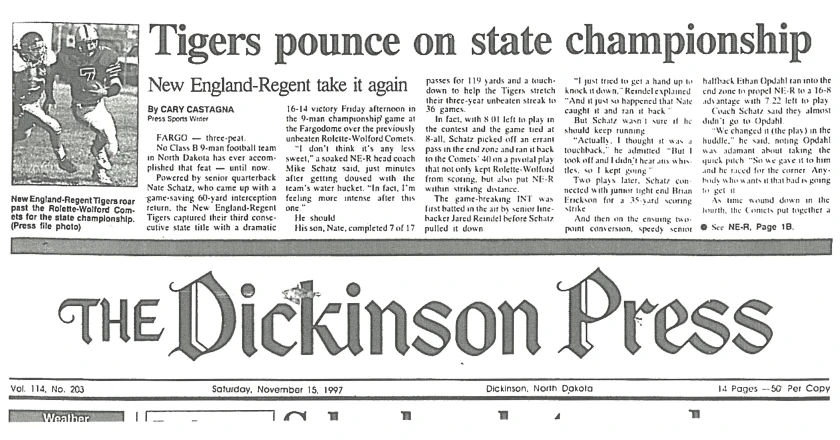 Tigers pounce on state championship
New England-Regent Tigers roar
past the Rolette-Wolford Com-
ets for the state championship.
(Press file photo)
New England-Regent take it again
By CARY CASTAGNA
Press Sports Writer
FARGO — three-peat.
No Class B 9-man football team
in North Dakota has ever accom-
plished that feat — until now.
Powered by senior quarterback
Nate Schatz, who came up with a
game-saving 60-yard interception
return, the New England-Regent
Tigers captured their third conse-
cutive state title with a dramatic
16-14 victory Friday afternoon in
the 9-man championship game at
the Fargodome over the previously
unbeaten Rolette-Wolford Comets.
"I don't think it's any less
sweet," a soaked NE-R head coach
Mike Schatz said, just minutes
after getting doused with the
team's water bucket. "In fact, I'm
feeling more intense after this
one."
He should
His son, Nate, completed 7 of 17
passes for 119 yards and a touch-
down to help the Tigers stretch
their three-year unbeaten streak to
36 games.
In fact, with 8:01 left to play in
the contest and the game tied at
8-all, Schatz picked off an errant
pass in the end zone and ran it back
to the Comets' 40 on a pivotal play
that not only kept Rolette-Wolford
from scoring, but also put NE-R
within striking distance.
The game-breaking INT was
first batted in the air by senior line-
backer Jared Reindel before Schatz
pulled it down
"I just tried to get a hand up to
knock it down," Reindel explained
"And it just so happened that Nate
caught it and ran it back"
But Schatz wasn't sure if he
should keep running
"Actually, I thought it was a
touchback," he admitted "But I
took off and I didn't hear any whis-
tles, so I kept going"
Two plays later, Schatz con-
nected with junior tight end Brian
Erickson for a 35-yard scoring
strike
And then on the ensuing two-
point conversion, speedy senior
halfback Ethan Opdahl ran into the
end zone to propel NE-R to a 16-8
advantage with 7:22 left to play
Coach Schatz said they almost
didn't go to Opdahl
"We changed it (the play) in the
huddle," he said, noting Opdahl
was adamant about taking the
quick pitch "So we gave it to him
and he raced for the corner Any-
body who wants it that bad is going
to get it
As time wound down in the
fourth, the Comets put together a
● See NE-R, Page 1B.
THE Dickinson Press
Vol. 114, No. 203
Saturday, November 15, 1997
Dickinson, North Dakota
14 Pages —50' Per Copy
Weather